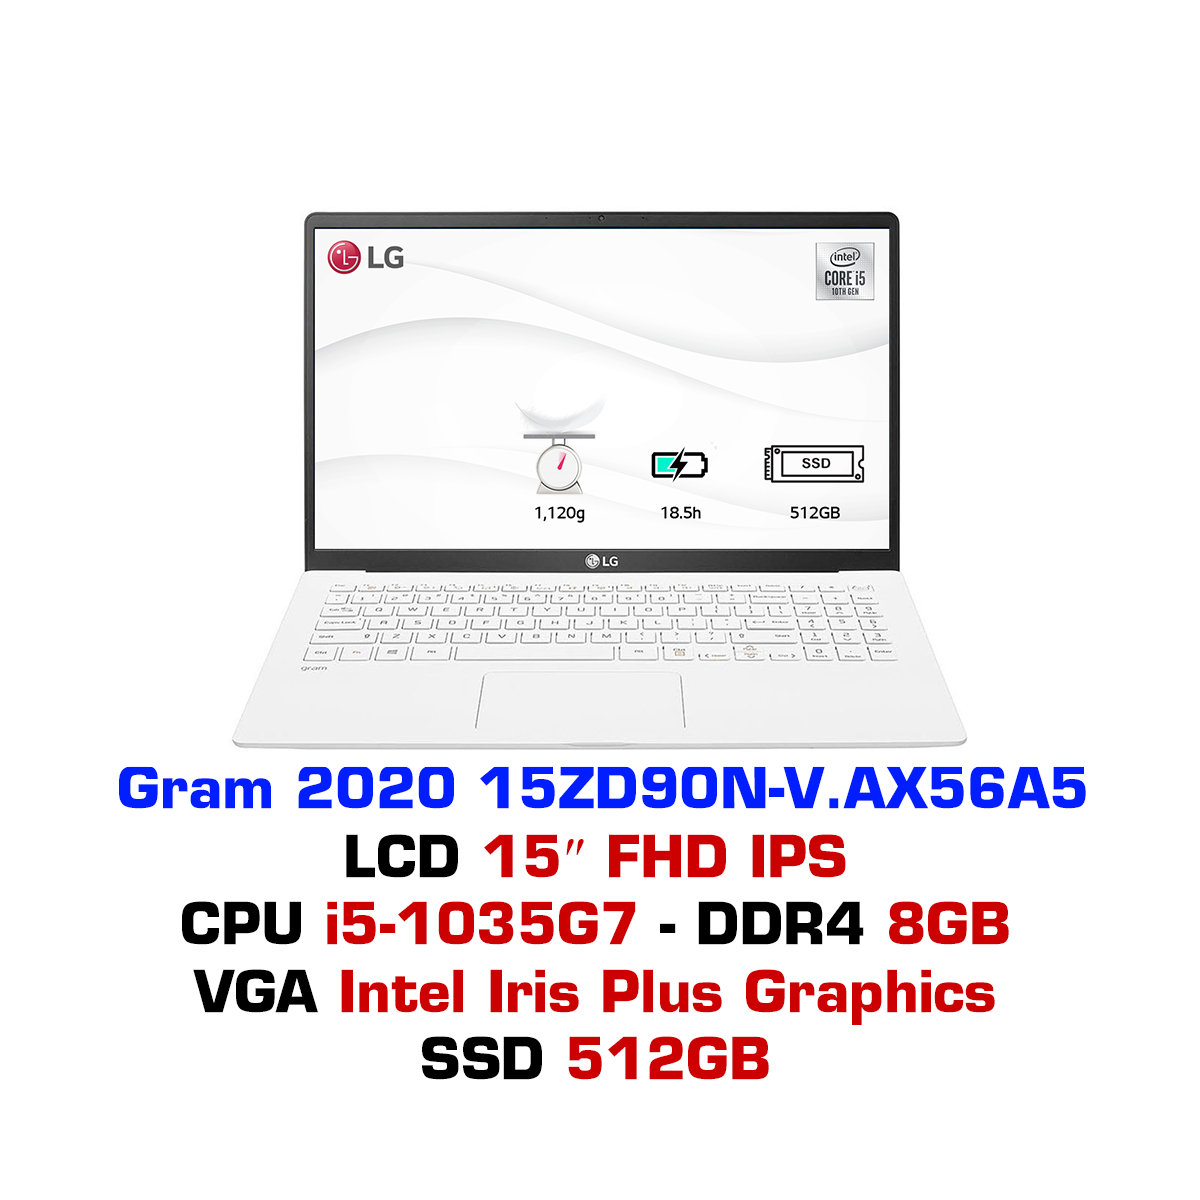 LG
intel
CORE i5
10TH GEN
SSD
1,120g
18.5h
512GB
LG
gram
Gram 2020 15ZD90N-V.AX56A5
LCD 15″ FHD IPS
CPU i5-1035G7 - DDR4 8GB
VGA Intel Iris Plus Graphics
SSD 512GB